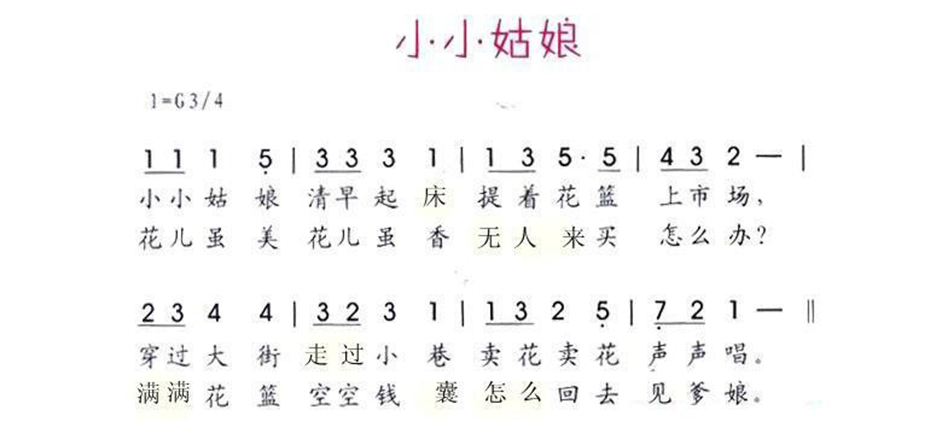 小小姑娘
1=G3/4
1 1 1 5 | 3 3 3 1 | 1 3 5· 5 | 4 3 2 — |
小小姑 娘 清早起 床 提着花篮 上市场,
花儿虽 美 花儿虽 香 无人来买 怎么办?
2 3 4 4 | 3 2 3 1 | 1 3 2 5 | 7 2 1 — ‖
穿过大 街 走过小 巷 卖花卖花 声声唱。
满满花 篮 空空钱 囊 怎么回去 见爹娘。